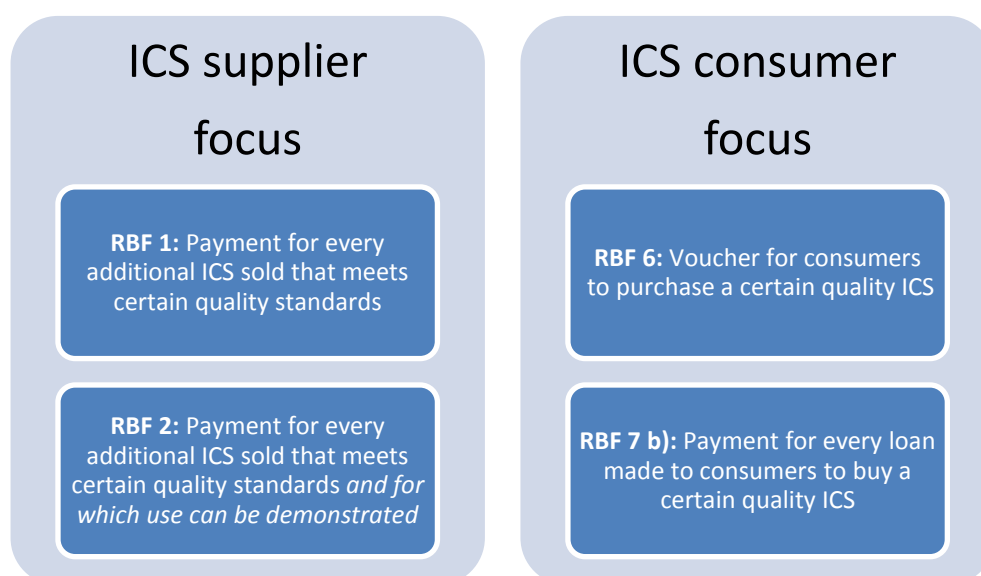 ICS supplier
focus
RBF 1: Payment for every
additional ICS sold that meets
certain quality standards
RBF 2: Payment for every
additional ICS sold that meets
certain quality standards and for
which use can be demonstrated
ICS consumer
focus
RBF 6: Voucher for consumers
to purchase a certain quality ICS
RBF 7 b): Payment for every loan
made to consumers to buy a
certain quality ICS